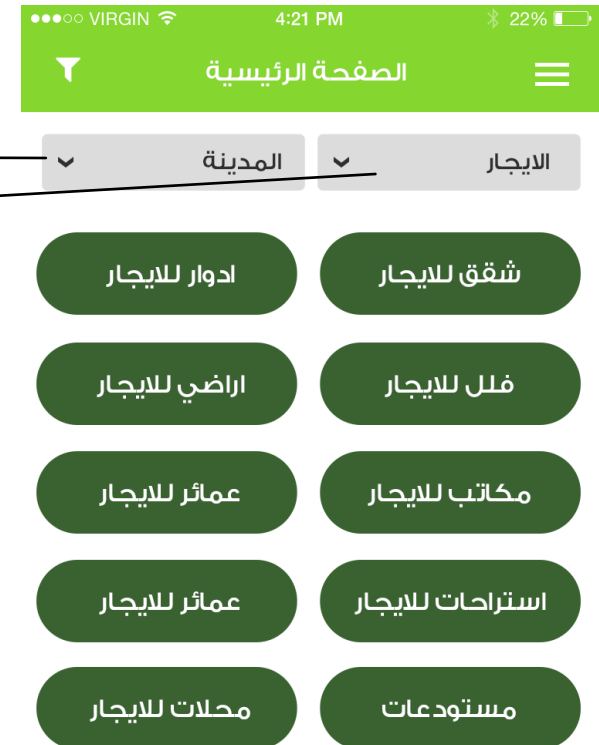 VIRGIN 4:21 PM 22%
الصفحة الرئيسية
الايجار المدينة
شقق للايجار ادوار للايجار
فلل للايجار اراضي للايجار
مكاتب للايجار عمائر للايجار
استراحات للايجار عمائر للايجار
مستودعات محلات للايجار